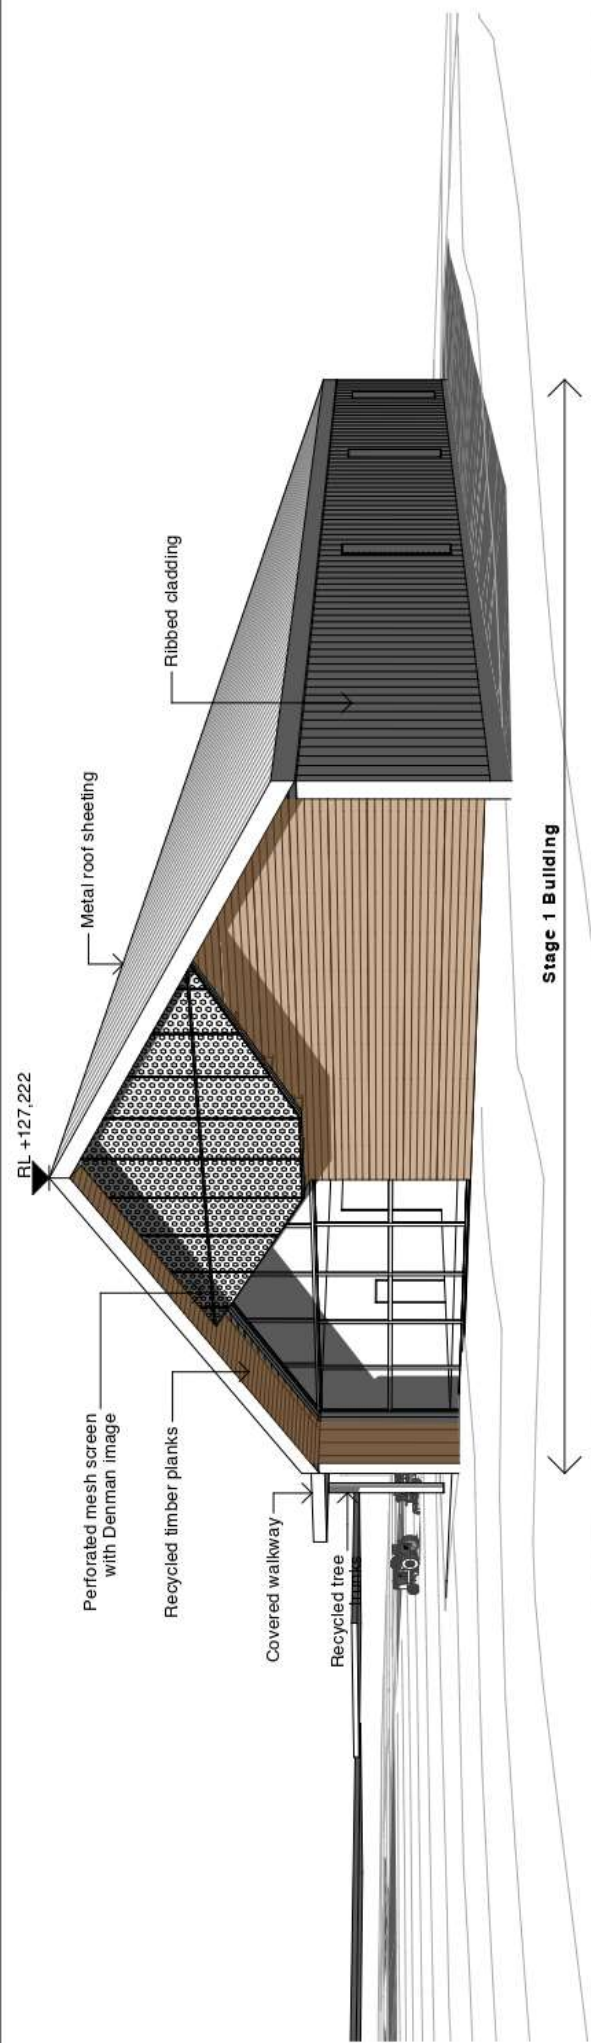 RL +127,222
Perforated mesh screen
with Denman image
Metal roof sheeting
Recycled timber planks
Ribbed cladding
Covered walkway
Recycled tree
trunks
Stage 1 Building